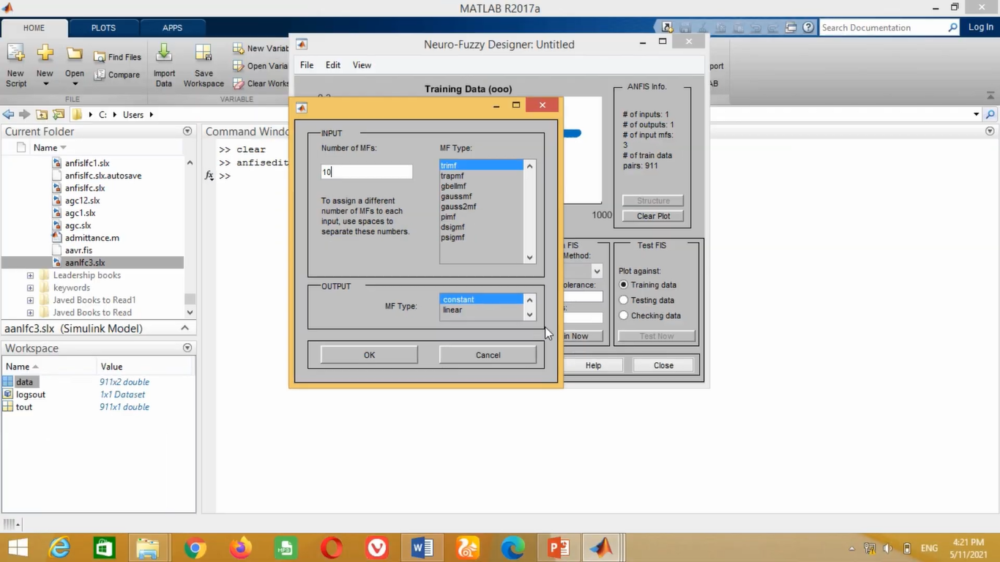 MATLAB R2017a
HOME
PLOTS
APPS
Search Documentation
Log In
New Script
New
Open
Find Files
Compare
Import Data
Save Workspace
New Variab
Open Varia
Clear Works
FILE
VARIABLE
port
AB
C:
Users
Current Folder
Name
anfislfc1.slx
anfislfc.slx.autosave
anfislfc.slx
agc12.slx
agc1.slx
agc.slx
admittance.m
aavr.fis
aanlfc3.slx
Leadership books
keywords
Javed Books to Read1
Javed Books to Read
aanlfc3.slx (Simulink Model)
Workspace
Name
Value
data
911x2 double
logsout
1x1 Dataset
tout
911x1 double
Command Windo
>> clear
>> anfisedit
fx >>
Neuro-Fuzzy Designer: Untitled
File
Edit
View
Training Data (ooo)
1000
ANFIS Info.
# of inputs: 1
# of outputs: 1
# of input mfs:
3
# of train data
pairs: 911
Structure
Clear Plot
FIS
Method:
olerance:
s:
in Now
Test FIS
Plot against:
Training data
Testing data
Checking data
Test Now
Help
Close
INPUT
Number of MFs:
10
To assign a different
number of MFs to each
input, use spaces to
separate these numbers.
MF Type:
trimf
trapmf
gbellmf
gaussmf
gauss2mf
pimf
dsigmf
psigmf
OUTPUT
MF Type:
constant
linear
OK
Cancel
ENG
4:21 PM
5/11/2021